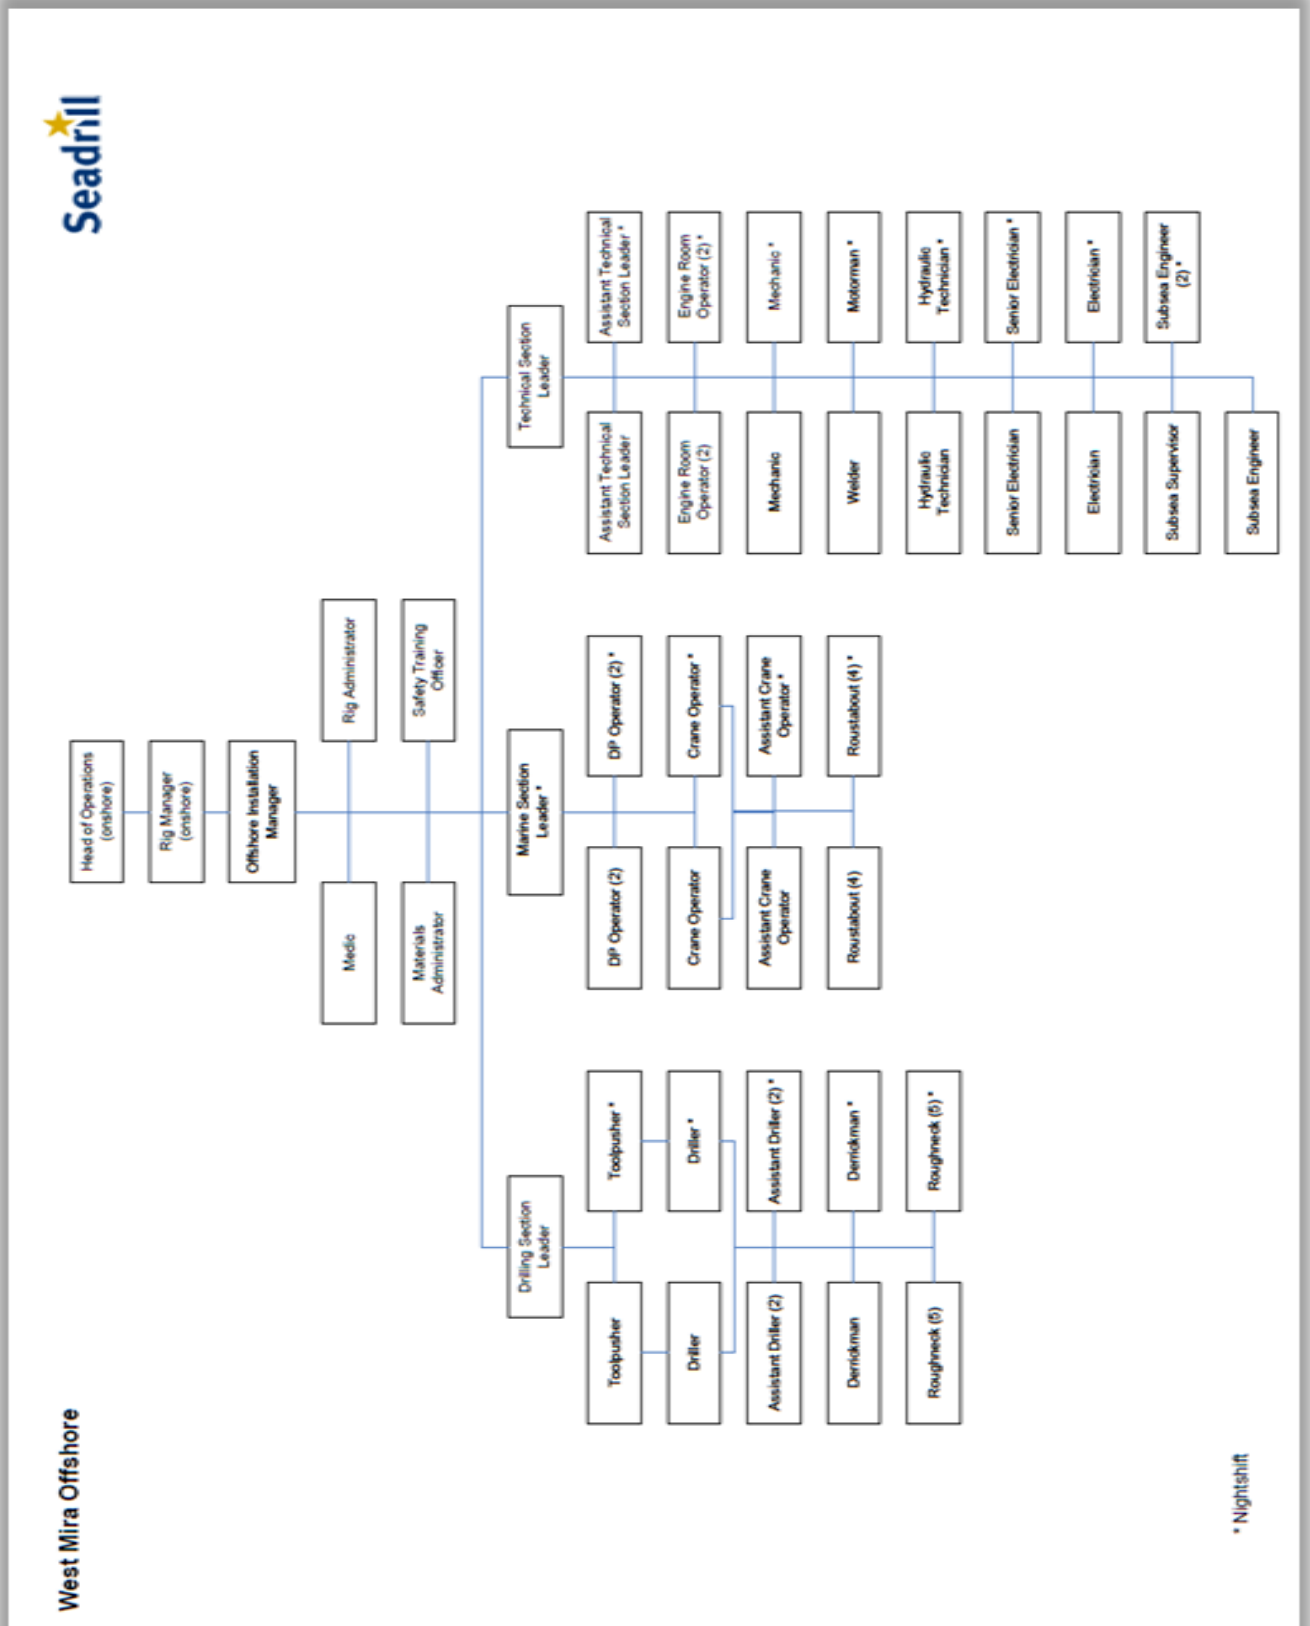 West Mira Offshore
Seadrill
Head of Operations
(onshore)
Rig Manager
(onshore)
Offshore Installation
Manager
Medic
Rig Administrator
Materials
Administrator
Safety Training
Officer
Drilling Section
Leader
Marine Section
Leader *
Technical Section
Leader
Toolpusher
Toolpusher *
Driller
Driller *
Assistant Driller (2)
Assistant Driller (2) *
Derrickman
Derrickman *
Roughneck (5)
Roughneck (5) *
DP Operator (2)
DP Operator (2) *
Crane Operator
Crane Operator *
Assistant Crane
Operator
Assistant Crane
Operator *
Roustabout (4)
Roustabout (4) *
Assistant Technical
Section Leader
Assistant Technical
Section Leader *
Engine Room
Operator (2)
Engine Room
Operator (2) *
Mechanic
Mechanic *
Welder
Motorman *
Hydraulic
Technician
Hydraulic
Technician *
Senior Electrician
Senior Electrician *
Electrician
Electrician *
Subsea Supervisor
Subsea Engineer
(2) *
Subsea Engineer
* Nightshift